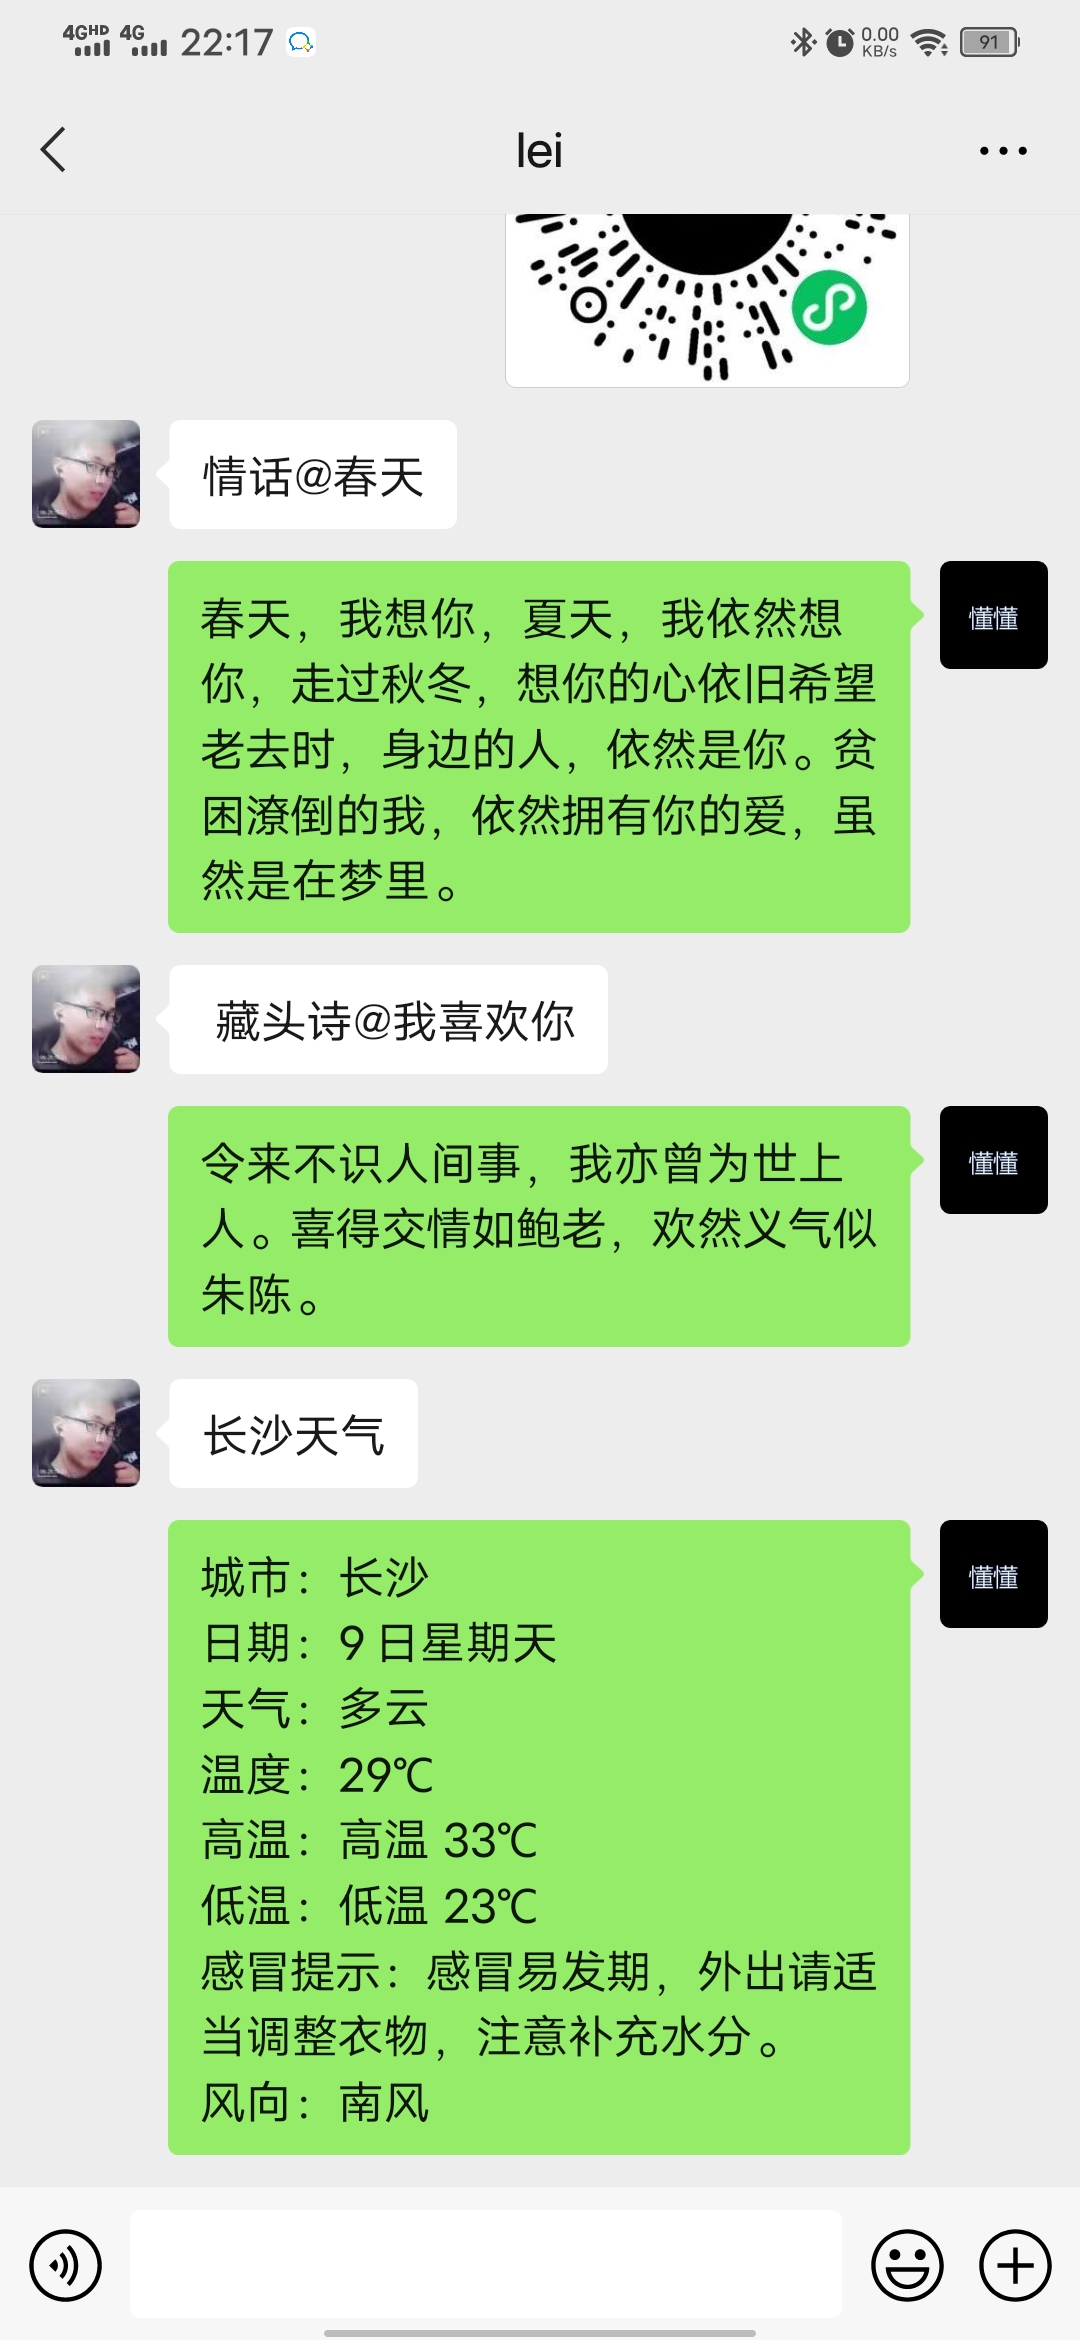 4GHD 4G 22:17 0.00 KB/s 91
lei
情话@春天
春天，我想你，夏天，我依然想
你，走过秋冬，想你的心依旧希望
老去时，身边的人，依然是你。贫
困潦倒的我，依然拥有你的爱，虽
然是在梦里。
懂懂
藏头诗@我喜欢你
令来不识人间事，我亦曾为世上
人。喜得交情如鲍老，欢然义气似
朱陈。
懂懂
长沙天气
城市：长沙
日期：9 日星期天
天气：多云
温度：29℃
高温：高温 33℃
低温：低温 23℃
感冒提示：感冒易发期，外出请适
当调整衣物，注意补充水分。
风向：南风
懂懂